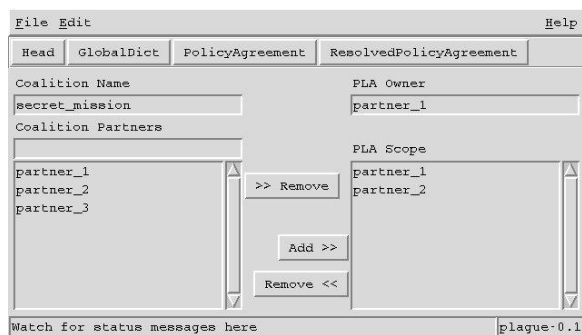 File Edit Help
Head GlobalDict PolicyAgreement ResolvedPolicyAgreement
Coalition Name
secret_mission
Coalition Partners
partner_1
partner_2
partner_3
>> Remove
Add >>
Remove <<
PLA Owner
partner_1
PLA Scope
partner_1
partner_2
Watch for status messages here
plague-0.1